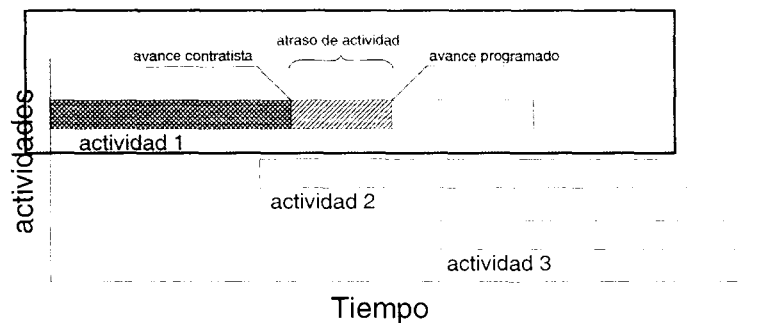 atraso de actividad
avance contratista
avance programado
actividades
actividad 1
actividad 2
actividad 3
Tiempo